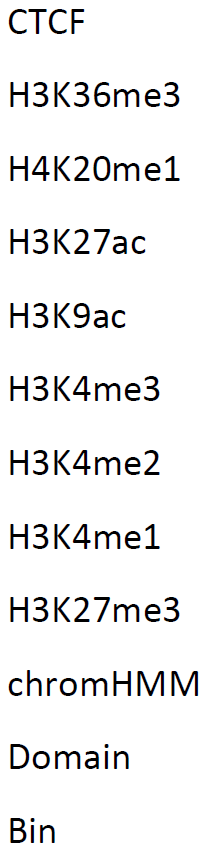 CTCF
H3K36me3
H4K20me1
H3K27ac
H3K9ac
H3K4me3
H3K4me2
H3K4me1
H3K27me3
chromHMM
Domain
Bin